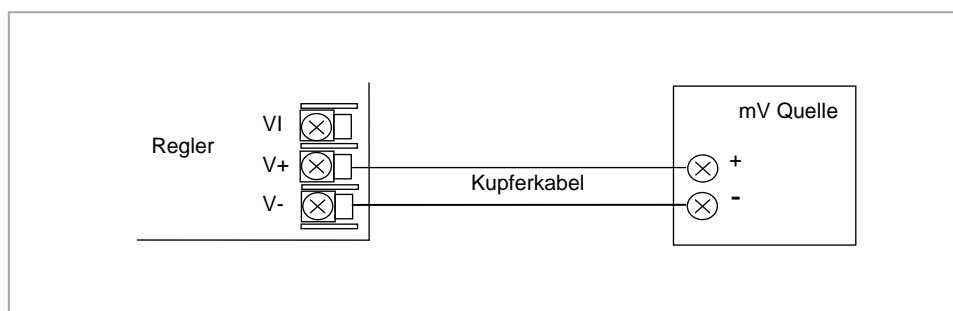 VI
Regler
V+
V-
Kupferkabel
mV Quelle
+
-